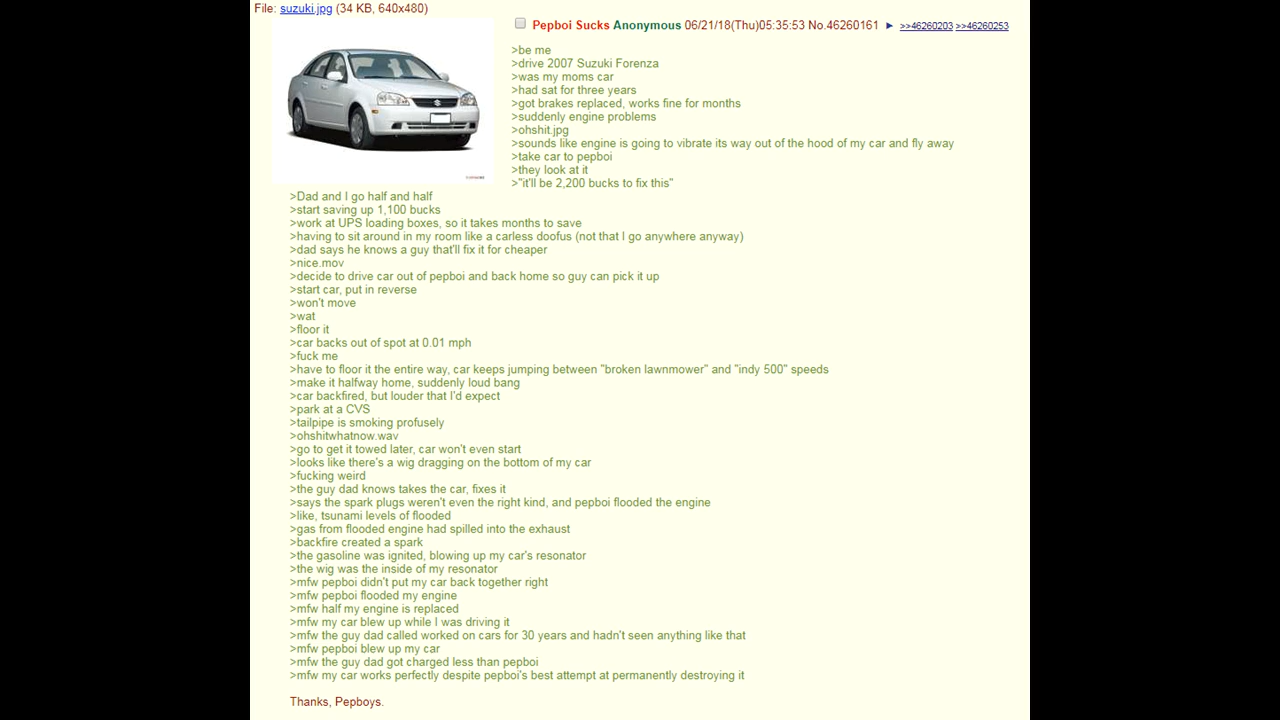 File: suzuki.jpg (34 KB, 640x480)
Pepboi Sucks Anonymous 06/21/18(Thu)05:35:53 No.46260161 ► >>46260203 >>46260253
>be me
>drive 2007 Suzuki Forenza
>was my moms car
>had sat for three years
>got brakes replaced, works fine for months
>suddenly engine problems
>ohshit.jpg
>sounds like engine is going to vibrate its way out of the hood of my car and fly away
>take car to pepboi
>they look at it
>"it'll be 2,200 bucks to fix this"
>Dad and I go half and half
>start saving up 1,100 bucks
>work at UPS loading boxes, so it takes months to save
>having to sit around in my room like a carless doofus (not that I go anywhere anyway)
>dad says he knows a guy that'll fix it for cheaper
>nice.mov
>decide to drive car out of pepboi and back home so guy can pick it up
>start car, put in reverse
>won't move
>wat
>floor it
>car backs out of spot at 0.01 mph
>fuck me
>have to floor it the entire way, car keeps jumping between "broken lawnmower" and "indy 500" speeds
>make it halfway home, suddenly loud bang
>car backfired, but louder that I'd expect
>park at a CVS
>tailpipe is smoking profusely
>ohshitwhatnow.wav
>go to get it towed later, car won't even start
>looks like there's a wig dragging on the bottom of my car
>fucking weird
>the guy dad knows takes the car, fixes it
>says the spark plugs weren't even the right kind, and pepboi flooded the engine
>like, tsunami levels of flooded
>gas from flooded engine had spilled into the exhaust
>backfire created a spark
>the gasoline was ignited, blowing up my car's resonator
>the wig was the inside of my resonator
>mfw pepboi didn't put my car back together right
>mfw pepboi flooded my engine
>mfw half my engine is replaced
>mfw my car blew up while I was driving it
>mfw the guy dad called worked on cars for 30 years and hadn't seen anything like that
>mfw pepboi blew up my car
>mfw the guy dad got charged less than pepboi
>mfw my car works perfectly despite pepboi's best attempt at permanently destroying it
Thanks, Pepboys.